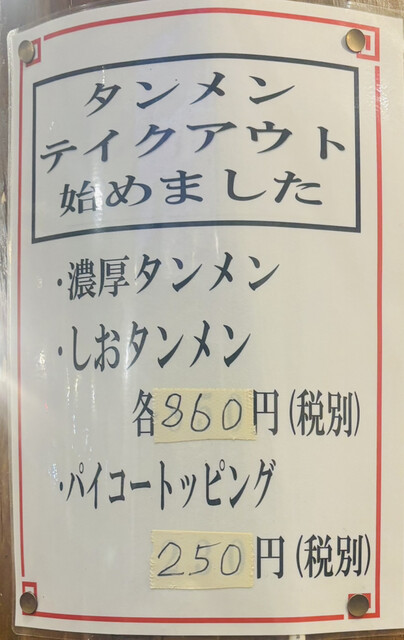 タンメン
テイクアウト
始めました
・濃厚タンメン
・しおタンメン
各860円(税別)
・パイコートッピング
250円(税別)